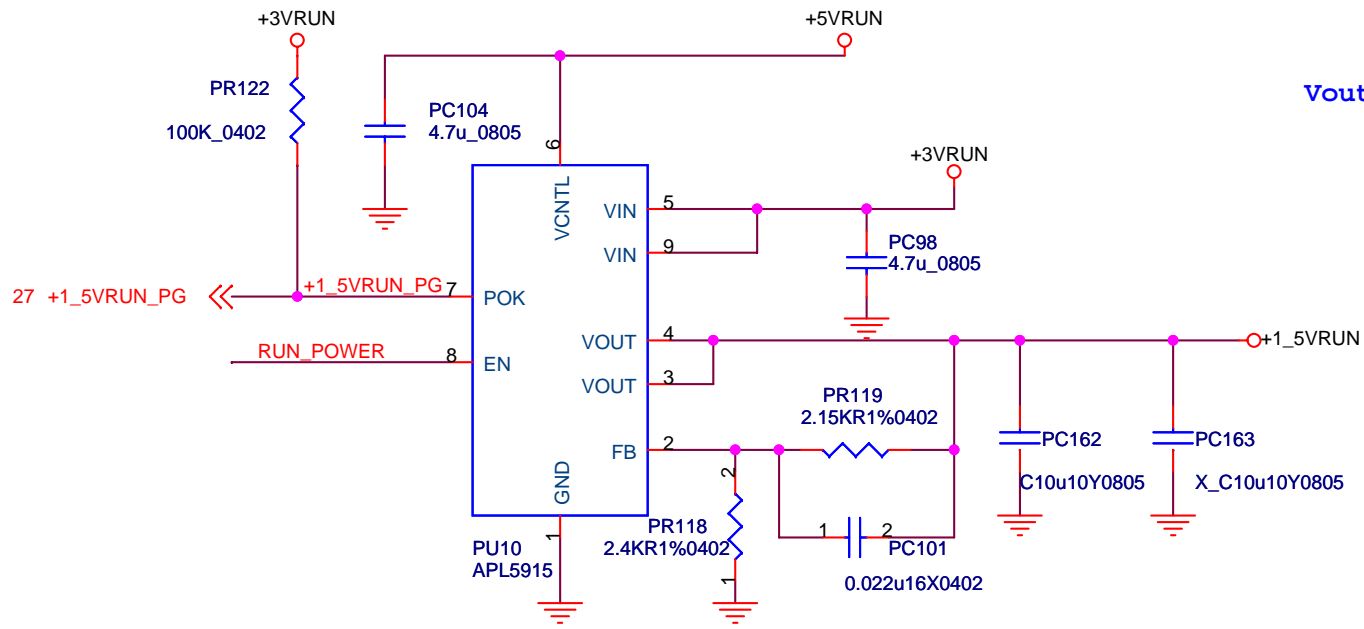 +3VRUN
+5VRUN
Vout
PR122
100K_0402
PC104
4.7u_0805
6
VCNTL
+3VRUN
VIN
5
VIN
9
PC98
4.7u_0805
27 +1_5VRUN_PG
+1_5VRUN_PG
7
POK
RUN_POWER
8
EN
VOUT
4
+1_5VRUN
VOUT
3
PR119
2.15KR1%0402
FB
2
PC162
C10u10Y0805
PC163
X_C10u10Y0805
GND
1
2
PR118
2.4KR1%0402
1
1
2
PC101
0.022u16X0402
PU10
APL5915